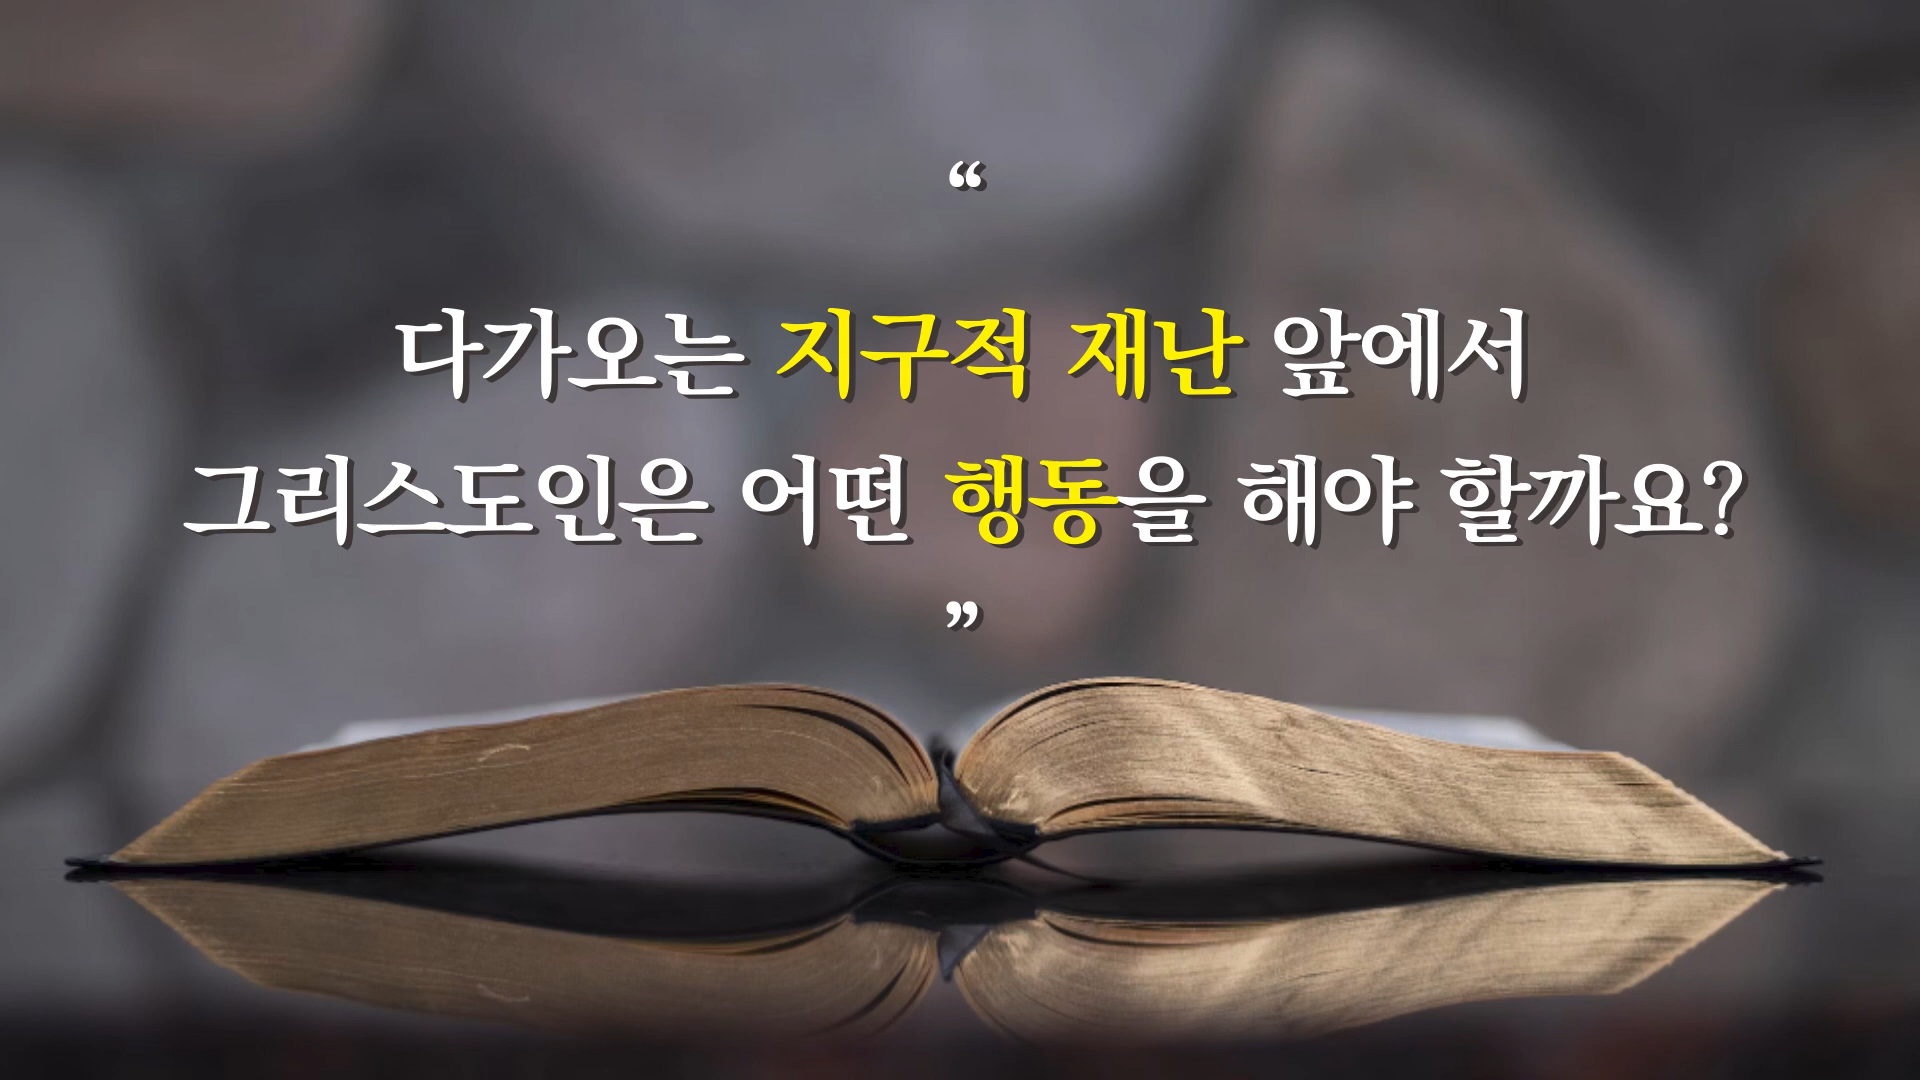 “
다가오는 지구적 재난 앞에서
그리스도인은 어떤 행동을 해야 할까요?
”